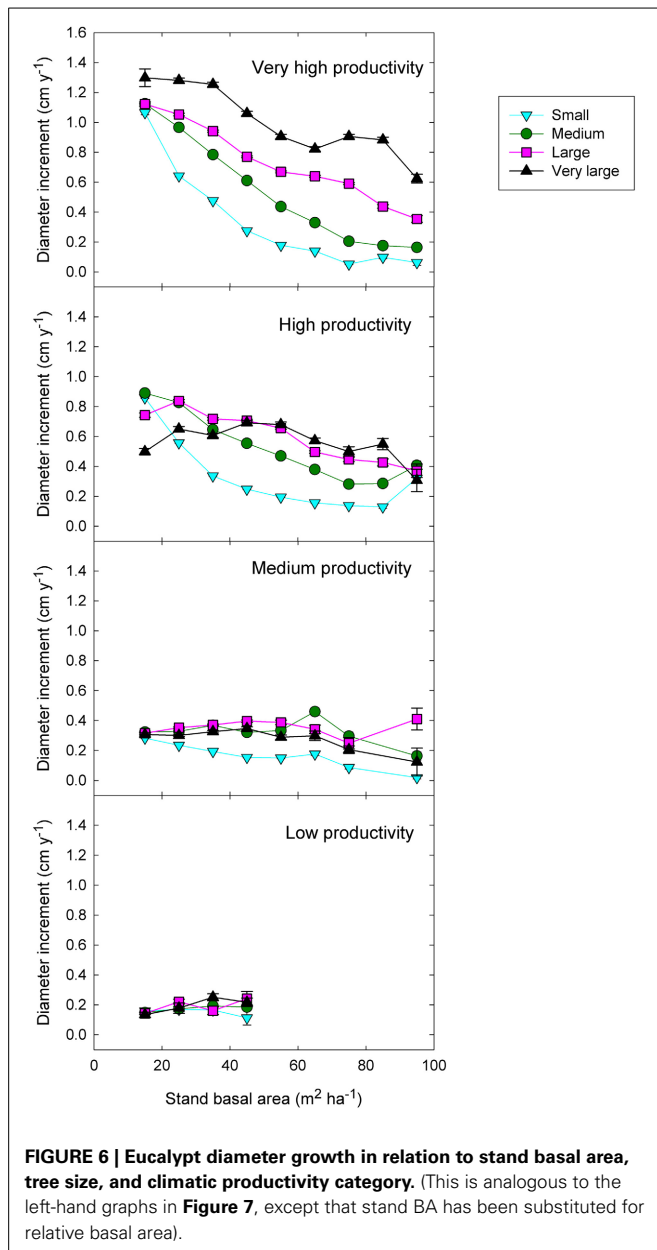 1.6
1.4
1.2
1.0
0.8
0.6
0.4
0.2
0.0
Diameter increment (cm y⁻¹)
Very high productivity
Small
Medium
Large
Very large
1.4
1.2
1.0
0.8
0.6
0.4
0.2
0.0
Diameter increment (cm y⁻¹)
High productivity
1.4
1.2
1.0
0.8
0.6
0.4
0.2
0.0
Diameter increment (cm y⁻¹)
Medium productivity
1.4
1.2
1.0
0.8
0.6
0.4
0.2
0.0
Diameter increment (cm y⁻¹)
Low productivity
0 20 40 60 80 100
Stand basal area (m² ha⁻¹)
FIGURE 6 | Eucalypt diameter growth in relation to stand basal area,
tree size, and climatic productivity category. (This is analogous to the
left-hand graphs in Figure 7, except that stand BA has been substituted for
relative basal area).